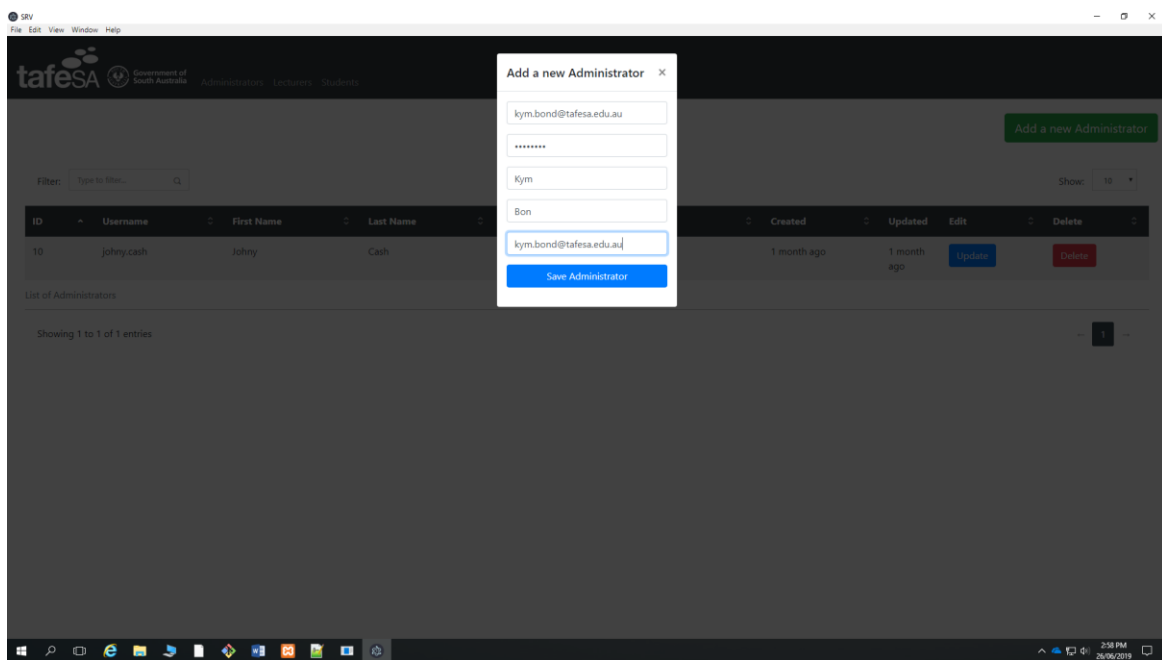 SRV
File Edit View Window Help
tafeSA Government of South Australia Administrators Lecturers Students
Add a new Administrator ×
kym.bond@tafesa.edu.au
••••••••
Kym
Bon
kym.bond@tafesa.edu.au
Save Administrator
Add a new Administrator
Filter: Type to filter... Show: 10
ID Username First Name Last Name Created Updated Edit Delete
10 johny.cash Johny Cash 1 month ago 1 month ago Update Delete
List of Administrators
Showing 1 to 1 of 1 entries 1
2:58 PM
26/06/2019